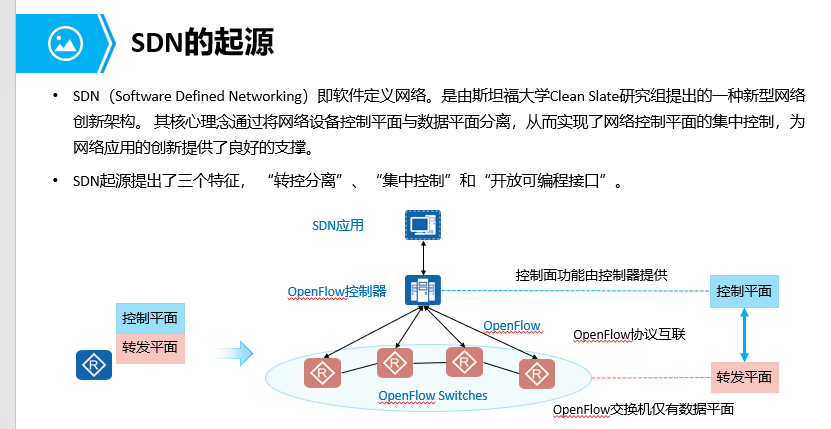 SDN的起源
• SDN（Software Defined Networking）即软件定义网络。是由斯坦福大学Clean Slate研究组提出的一种新型网络
创新架构。 其核心理念通过将网络设备控制平面与数据平面分离，从而实现了网络控制平面的集中控制，为
网络应用的创新提供了良好的支撑。
• SDN起源提出了三个特征， “转控分离”、“集中控制”和“开放可编程接口”。
SDN应用
控制面功能由控制器提供
OpenFlow控制器
控制平面
控制平面
OpenFlow
OpenFlow协议互联
转发平面
R
R
R
R
R
转发平面
OpenFlow Switches
OpenFlow交换机仅有数据平面